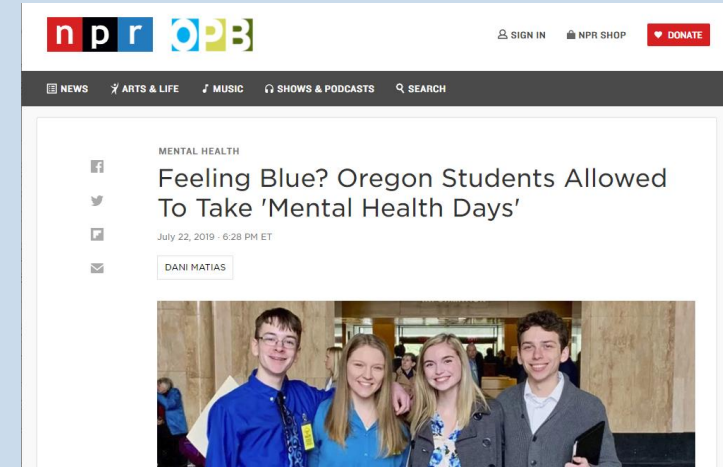 npr OPB
SIGN IN NPR SHOP DONATE
NEWS ARTS & LIFE MUSIC SHOWS & PODCASTS SEARCH
MENTAL HEALTH
Feeling Blue? Oregon Students Allowed
To Take 'Mental Health Days'
July 22, 2019 · 6:28 PM ET
DANI MATIAS